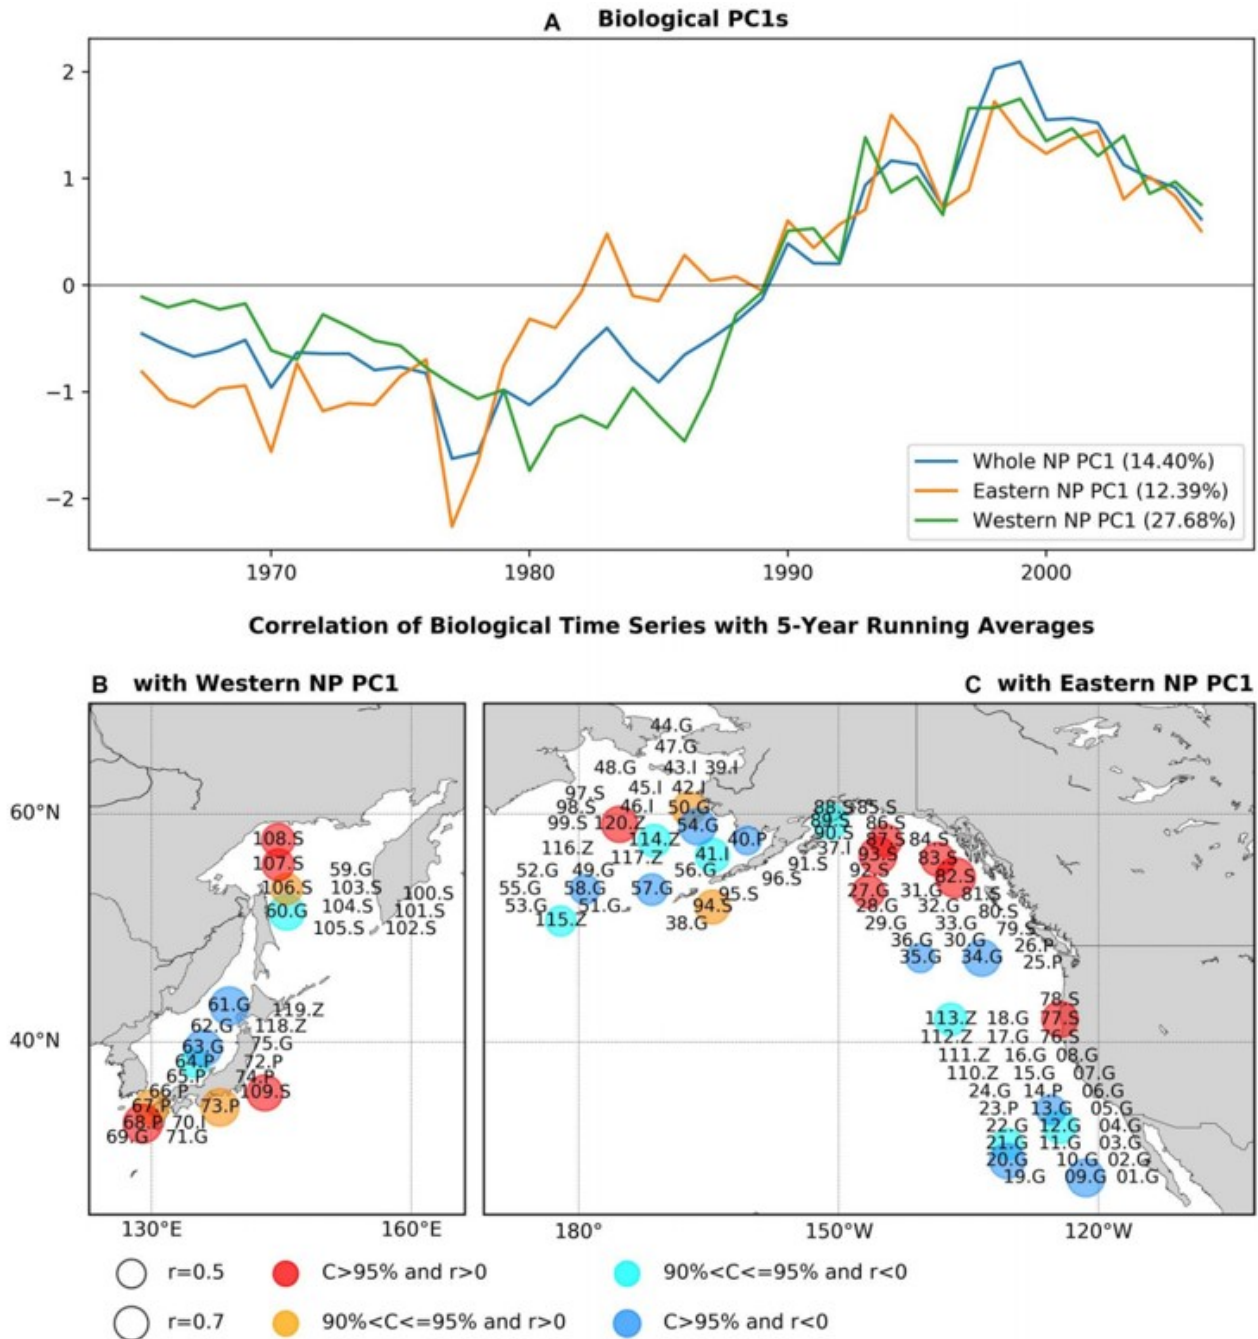 A Biological PC1s
2
1
0
−1
−2
Whole NP PC1 (14.40%)
Eastern NP PC1 (12.39%)
Western NP PC1 (27.68%)
1970 1980 1990 2000
Correlation of Biological Time Series with 5-Year Running Averages
B with Western NP PC1
C with Eastern NP PC1
60°N
40°N
108.S
107.S
106.S 59.G
103.S 100.S
60.G 104.S 101.S
105.S 102.S
61.G 119.Z
62.G 118.Z
63.G 75.G
64.P 72.P
65.P 74.P
66.P 109.S
67.P 73.P
68.P 70.I
69.G 71.G
130°E 160°E
44.G
47.G
48.G 43.I 39.I
97.S 45.I 42.I
98.S 46.I 50.G 88.S 85.S
99.S 120.Z 54.G 89.S 86.S
114.Z 40.P 90.S 87.S 84.S
116.Z 117.Z 41.I 37.I 93.S 83.S
52.G 49.G 56.G 91.S 92.S 82.S
55.G 58.G 57.G 96.S 27.G 31.G 81.S
53.G 51.G 95.S 28.G 32.G 80.S
115.Z 94.S 29.G 33.G 79.S
38.G 36.G 30.G 26.P
35.G 34.G 25.P
78.S
113.Z 18.G 77.S
112.Z 17.G 76.S
111.Z 16.G 08.G
110.Z 15.G 07.G
24.G 14.P 06.G
23.P 13.G 05.G
22.G 12.G 04.G
21.G 11.G 03.G
20.G 10.G 02.G
19.G 09.G 01.G
180° 150°W 120°W
r=0.5 C>95% and r>0 90%<C<=95% and r<0
r=0.7 90%<C<=95% and r>0 C>95% and r<0